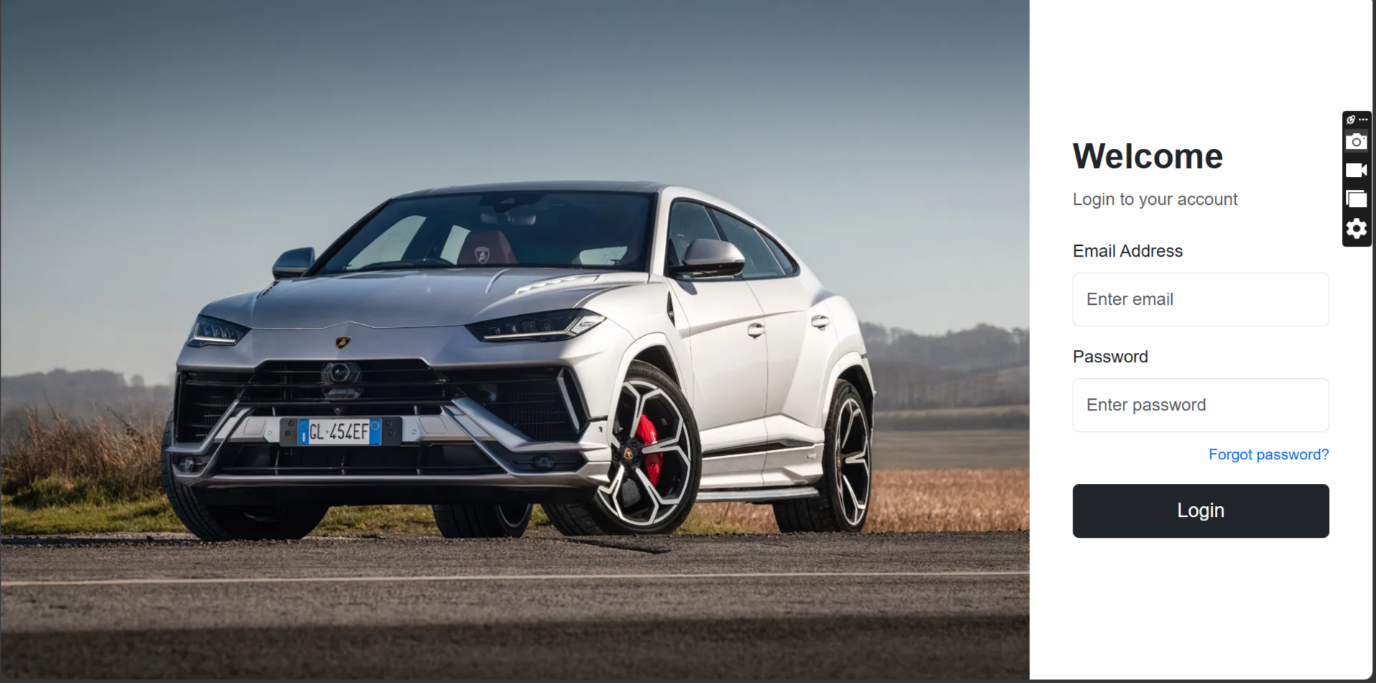 GL·454EF
Welcome
Login to your account
Email Address
Enter email
Password
Enter password
Forgot password?
Login